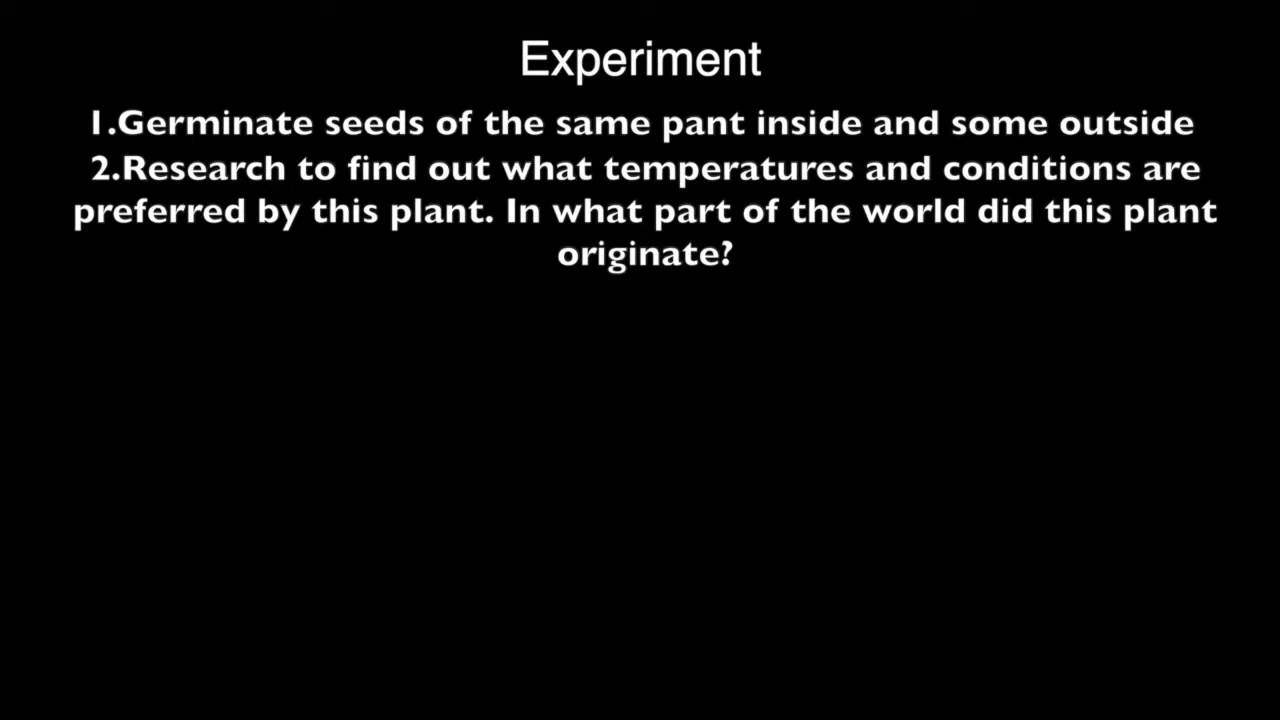 Experiment
1.Germinate seeds of the same pant inside and some outside
2.Research to find out what temperatures and conditions are
preferred by this plant. In what part of the world did this plant
originate?